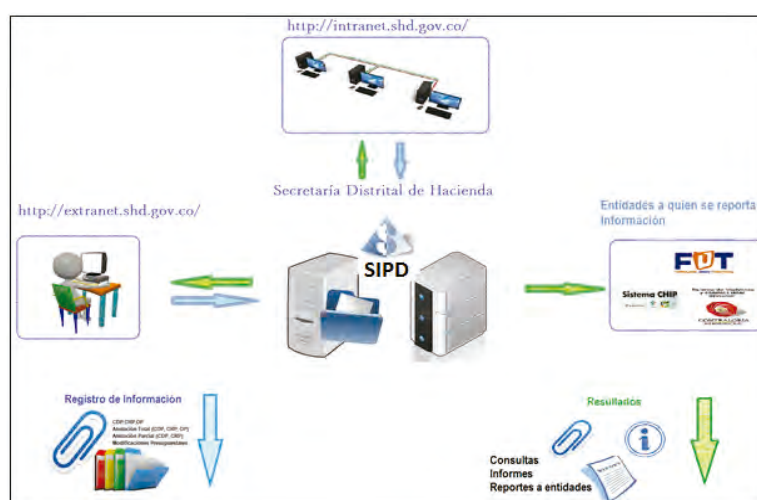 http://intranet.shd.gov.co/
Secretaría Distrital de Hacienda
http://extranet.shd.gov.co/
Entidades a quien se reporta
Información
SIPD
FUT
Sistema CHIP
CONTRALORÍA
Registro de Información
CDP, CRP, OP
Anulación Total (CDP, CRP, OP)
Anulación Parcial (CDP, CRP)
Modificaciones Presupuestales
Resultados
Consultas
Informes
Reportes a entidades